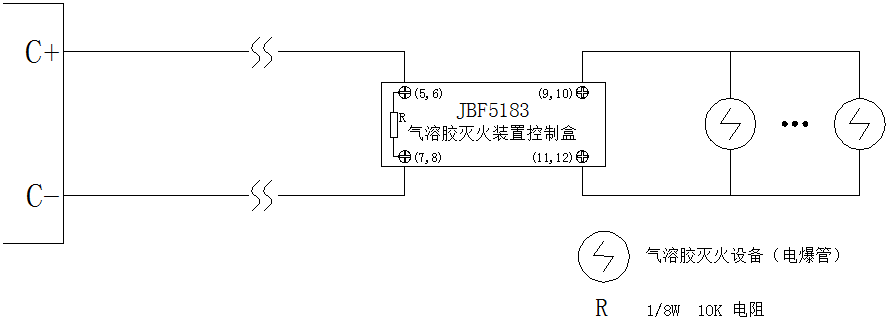 C+
(5,6)
(9,10)
JBF5183
R
气溶胶灭火装置控制盒
(7,8)
(11,12)
C-
气溶胶灭火设备（电爆管）
R 1/8W 10K 电阻